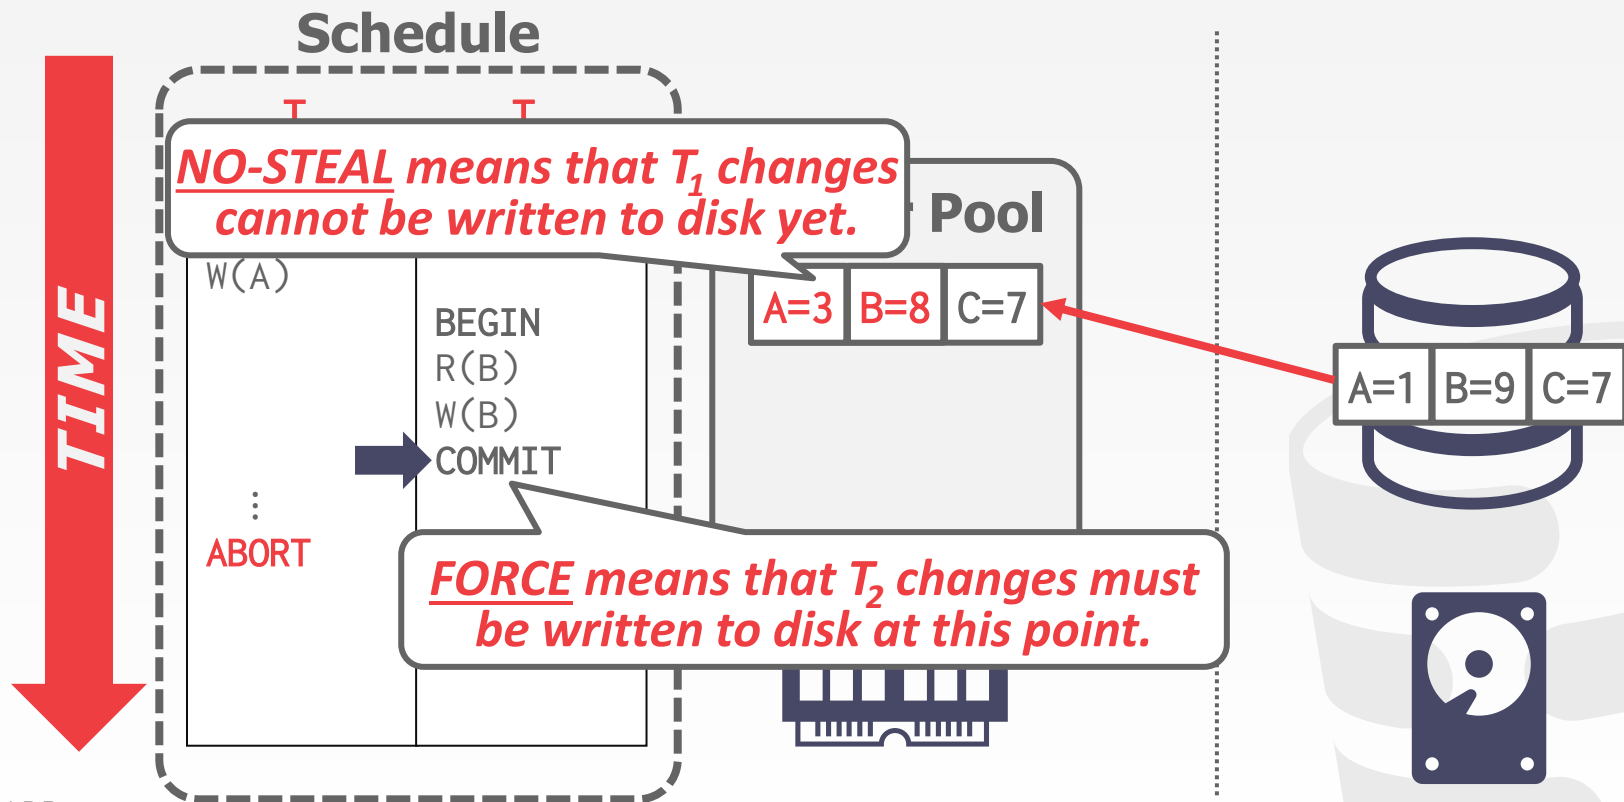 Schedule
T T
NO-STEAL means that T1 changes
cannot be written to disk yet.
Pool
W(A)
BEGIN
R(B)
W(B)
COMMIT
⋮
ABORT
TIME
A=3 B=8 C=7
A=1 B=9 C=7
FORCE means that T2 changes must
be written to disk at this point.